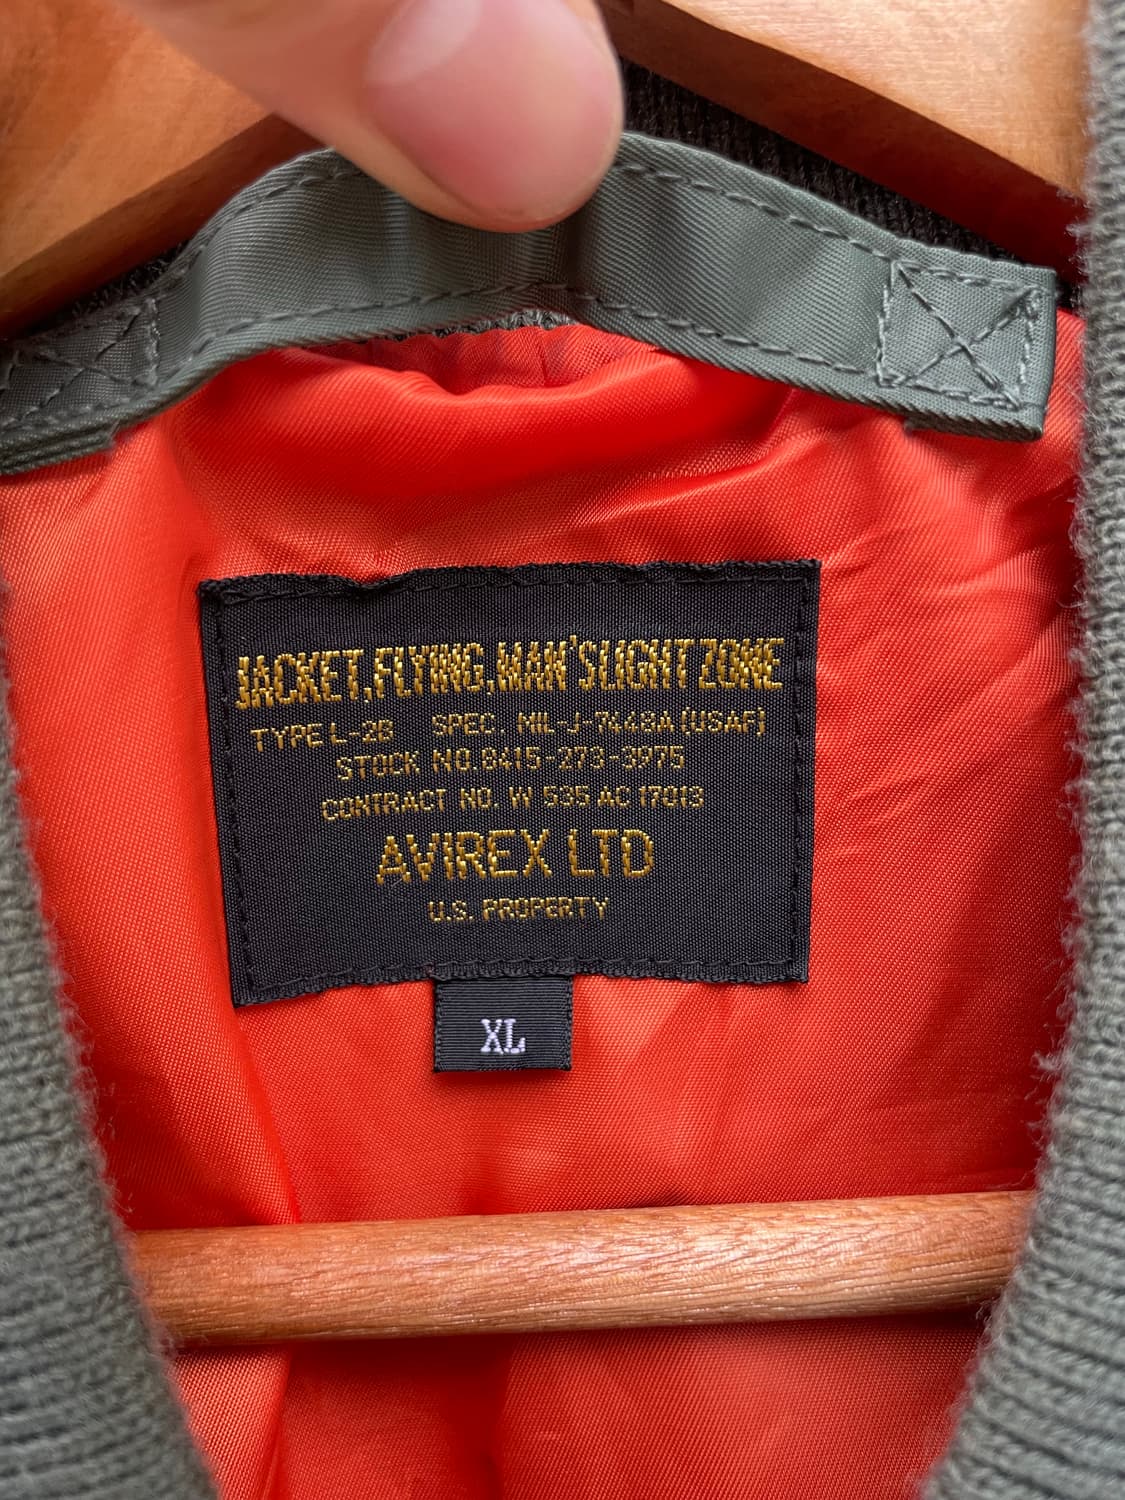 JACKET, FLYING, MAN'S LIGHT ZONE
TYPE L-2B SPEC. MIL-J-7448A (USAF)
STOCK NO. 8415-273-3975
CONTRACT NO. W 535 AC 17013
AVIREX LTD
U.S. PROPERTY
XL